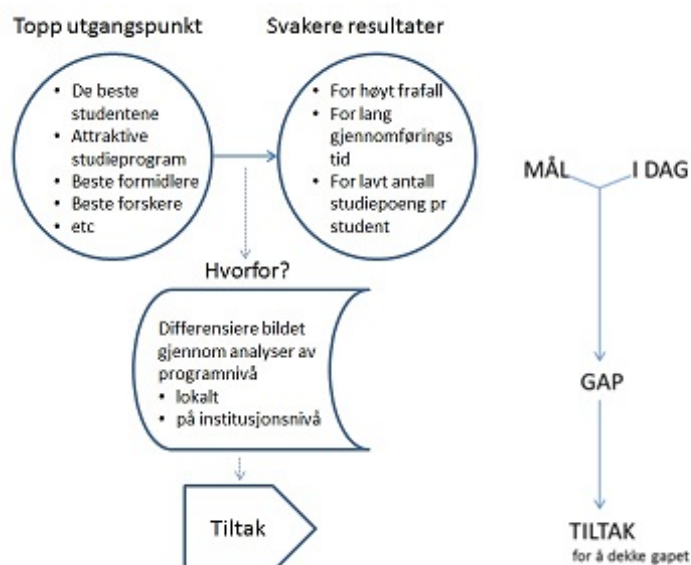 Topp utgangspunkt
Svakere resultater
• De beste
studentene
• Attraktive
studieprogram
• Beste formidlere
• Beste forskere
• etc
• For høyt frafall
• For lang
gjennomførings
tid
• For lavt antall
studiepoeng pr
student
Hvorfor?
Differensiere bildet
gjennom analyser av
programnivå
• lokalt
• på institusjonsnivå
Tiltak
MÅL
I DAG
GAP
TILTAK
for å dekke gapet